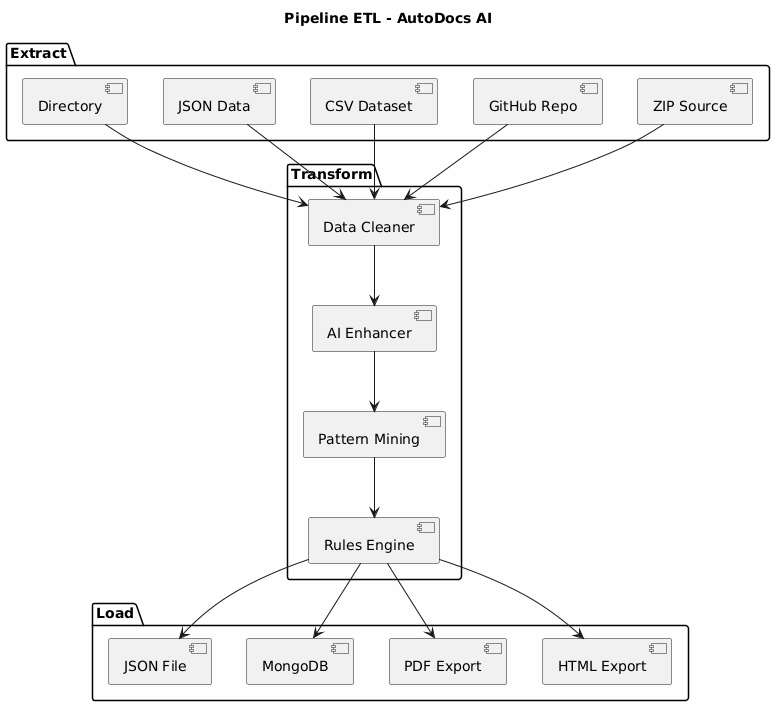 Pipeline ETL - AutoDocs AI
Extract
Directory
JSON Data
CSV Dataset
GitHub Repo
ZIP Source
Transform
Data Cleaner
AI Enhancer
Pattern Mining
Rules Engine
Load
JSON File
MongoDB
PDF Export
HTML Export